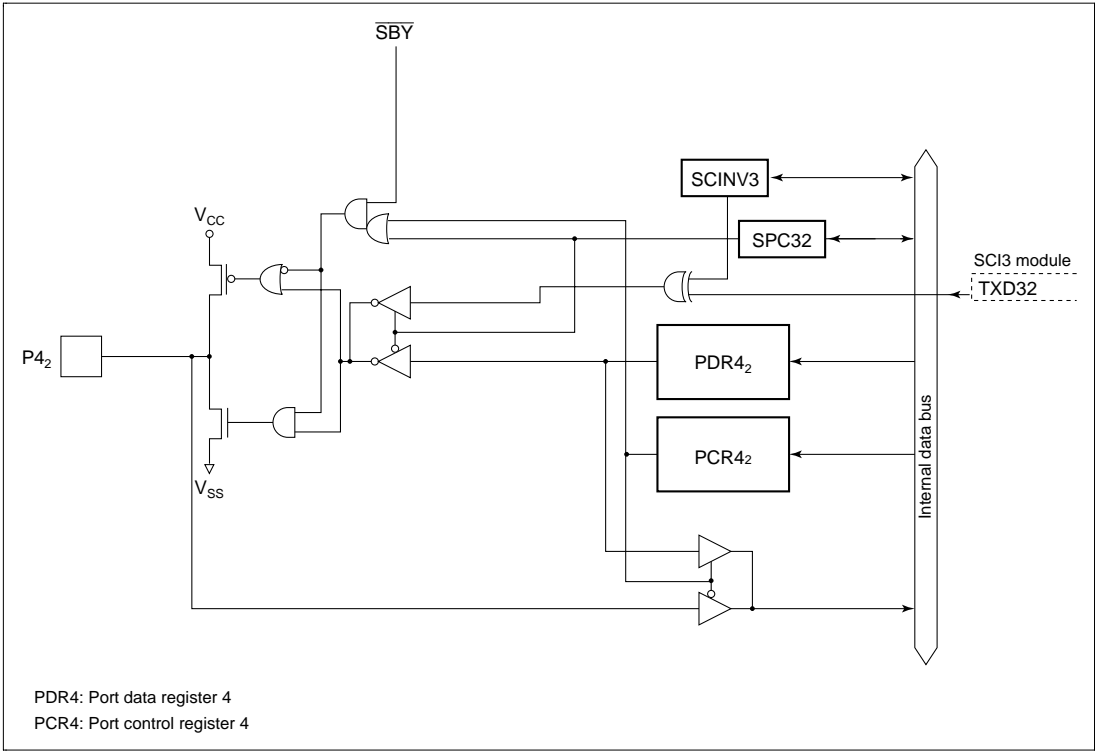 SBY
SCINV3
VCC
SPC32
SCI3 module
TXD32
P42
PDR42
PCR42
VSS
Internal data bus
PDR4: Port data register 4
PCR4: Port control register 4